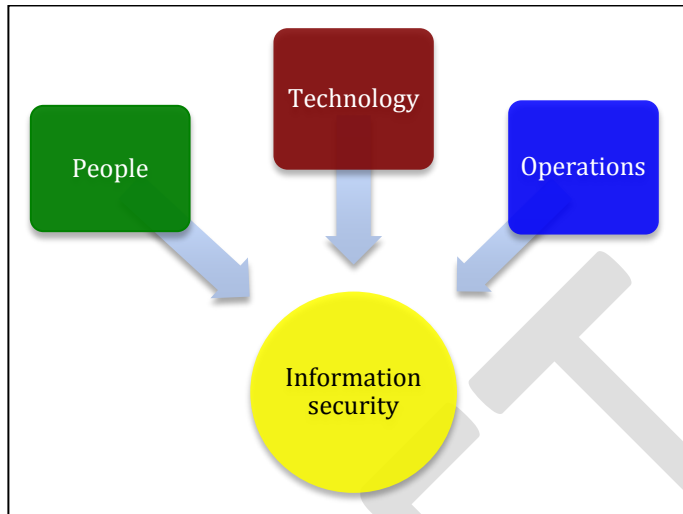 Technology
People
Operations
Information
security